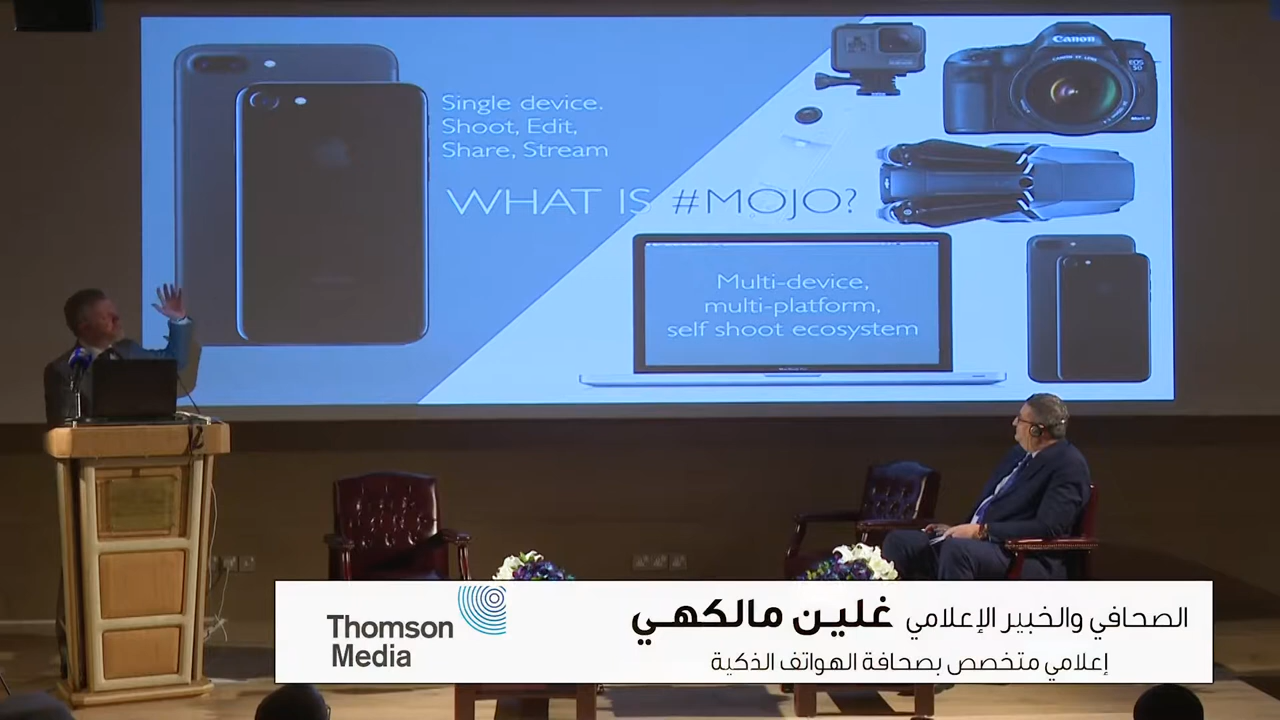 Single device.
Shoot, Edit,
Share, Stream
WHAT IS #MOJO?
Canon
Multi-device,
multi-platform,
self shoot ecosystem
Thomson
Media
الصحافي والخبير الإعلامي غلين مالكهي
إعلامي متخصص بصحافة الهواتف الذكية